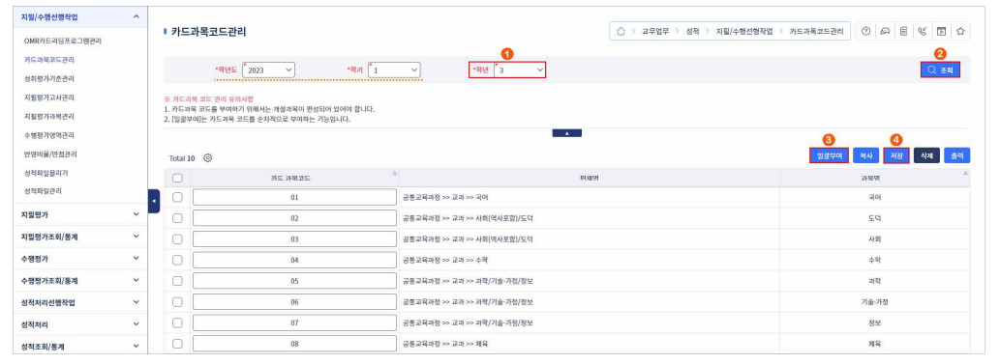 지필/수행선행작업
OMR카드리딩프로그램관리
카드과목코드관리
성취평가기준관리
지필평가고사관리
지필평가과목관리
수행평가영역관리
반영비율/만점관리
성적파일물리기
성적파일관리
지필평가
지필평가조회/통계
수행평가
수행평가조회/통계
성적처리선행작업
성적처리
성적조회/통계
카드과목코드관리
교무업무 > 성적 > 지필/수행선행작업 > 카드과목코드관리
1 2
*학년도 2023 *학기 1 *학년 3 조회
※ 카드과목 코드 관리 유의사항
1. 카드과목 코드를 부여하기 위해서는 개설과목이 편성되어 있어야 합니다.
2. [일괄부여]는 카드과목 코드를 순차적으로 부여하는 기능입니다.
3 4
Total 10 일괄부여 복사 저장 삭제 출력
카드 과목코드 편제명 과목명
01 공통교육과정 >> 교과 >> 국어 국어
02 공통교육과정 >> 교과 >> 사회(역사포함)/도덕 도덕
03 공통교육과정 >> 교과 >> 사회(역사포함)/도덕 사회
04 공통교육과정 >> 교과 >> 수학 수학
05 공통교육과정 >> 교과 >> 과학/기술·가정/정보 과학
06 공통교육과정 >> 교과 >> 과학/기술·가정/정보 기술·가정
07 공통교육과정 >> 교과 >> 과학/기술·가정/정보 정보
08 공통교육과정 >> 교과 >> 체육 체육